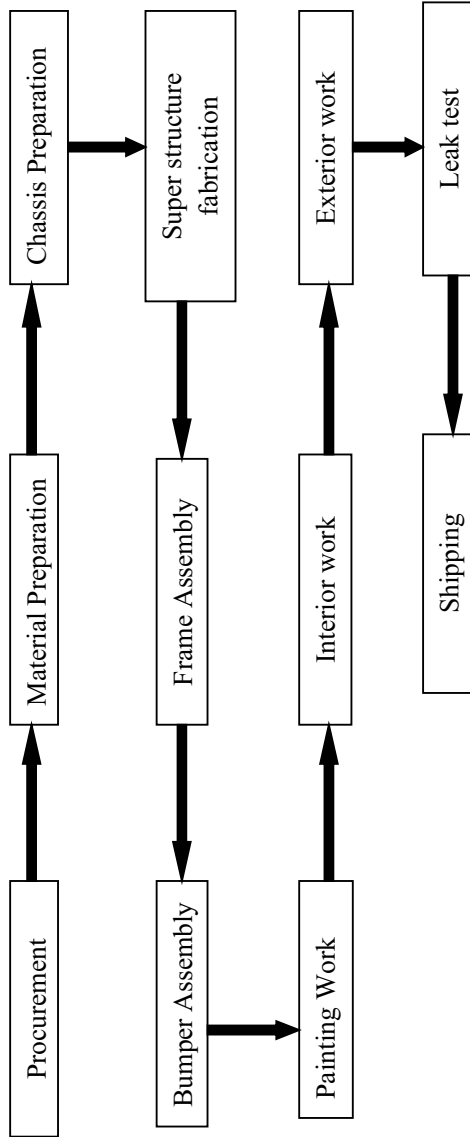 Procurement
Material Preparation
Chassis Preparation
Super structure
fabrication
Frame Assembly
Bumper Assembly
Painting Work
Interior work
Exterior work
Leak test
Shipping